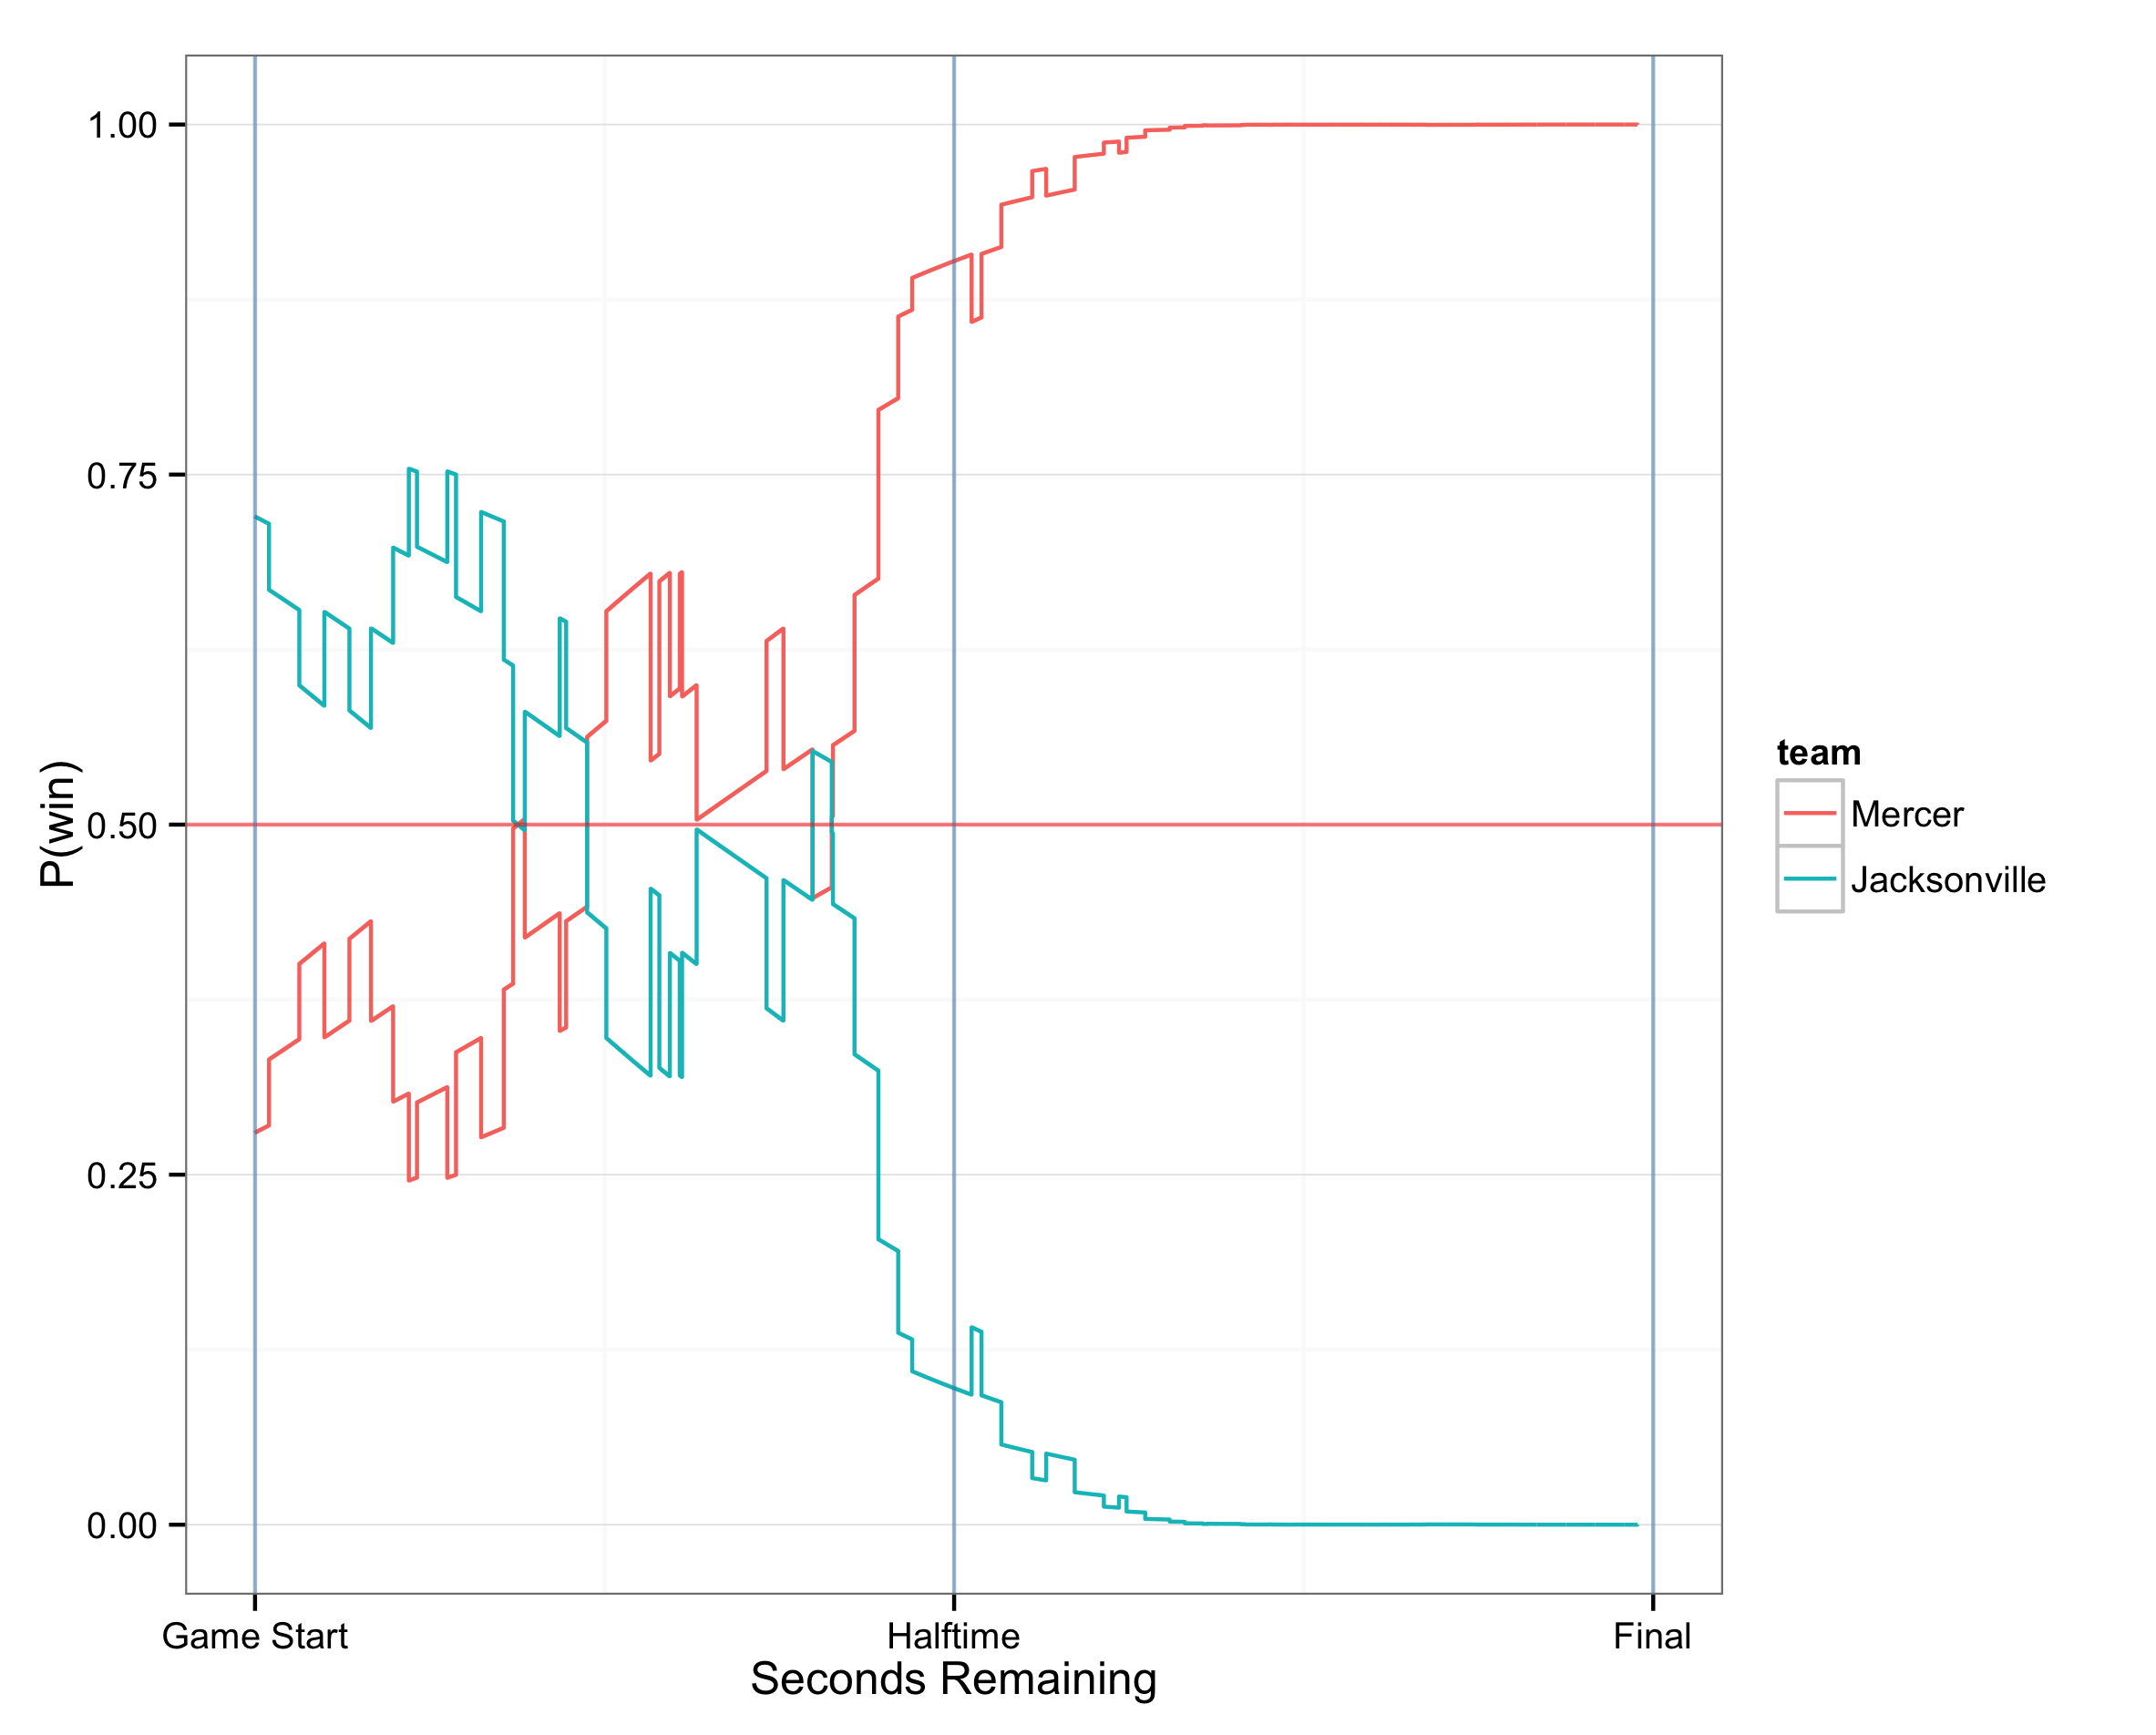 P(win)
1.00
0.75
0.50
0.25
0.00
Game Start
Halftime
Final
Seconds Remaining
team
Mercer
Jacksonville